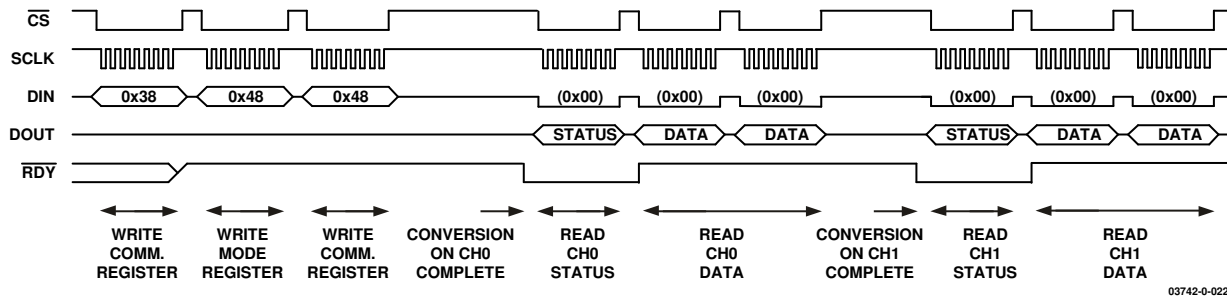 CS
SCLK
DIN 0x38 0x48 0x48 (0x00) (0x00) (0x00) (0x00) (0x00) (0x00)
DOUT STATUS DATA DATA STATUS DATA DATA
RDY
WRITE COMM. REGISTER
WRITE MODE REGISTER
WRITE COMM. REGISTER
CONVERSION ON CH0 COMPLETE
READ CH0 STATUS
READ CH0 DATA
CONVERSION ON CH1 COMPLETE
READ CH1 STATUS
READ CH1 DATA
03742-0-022